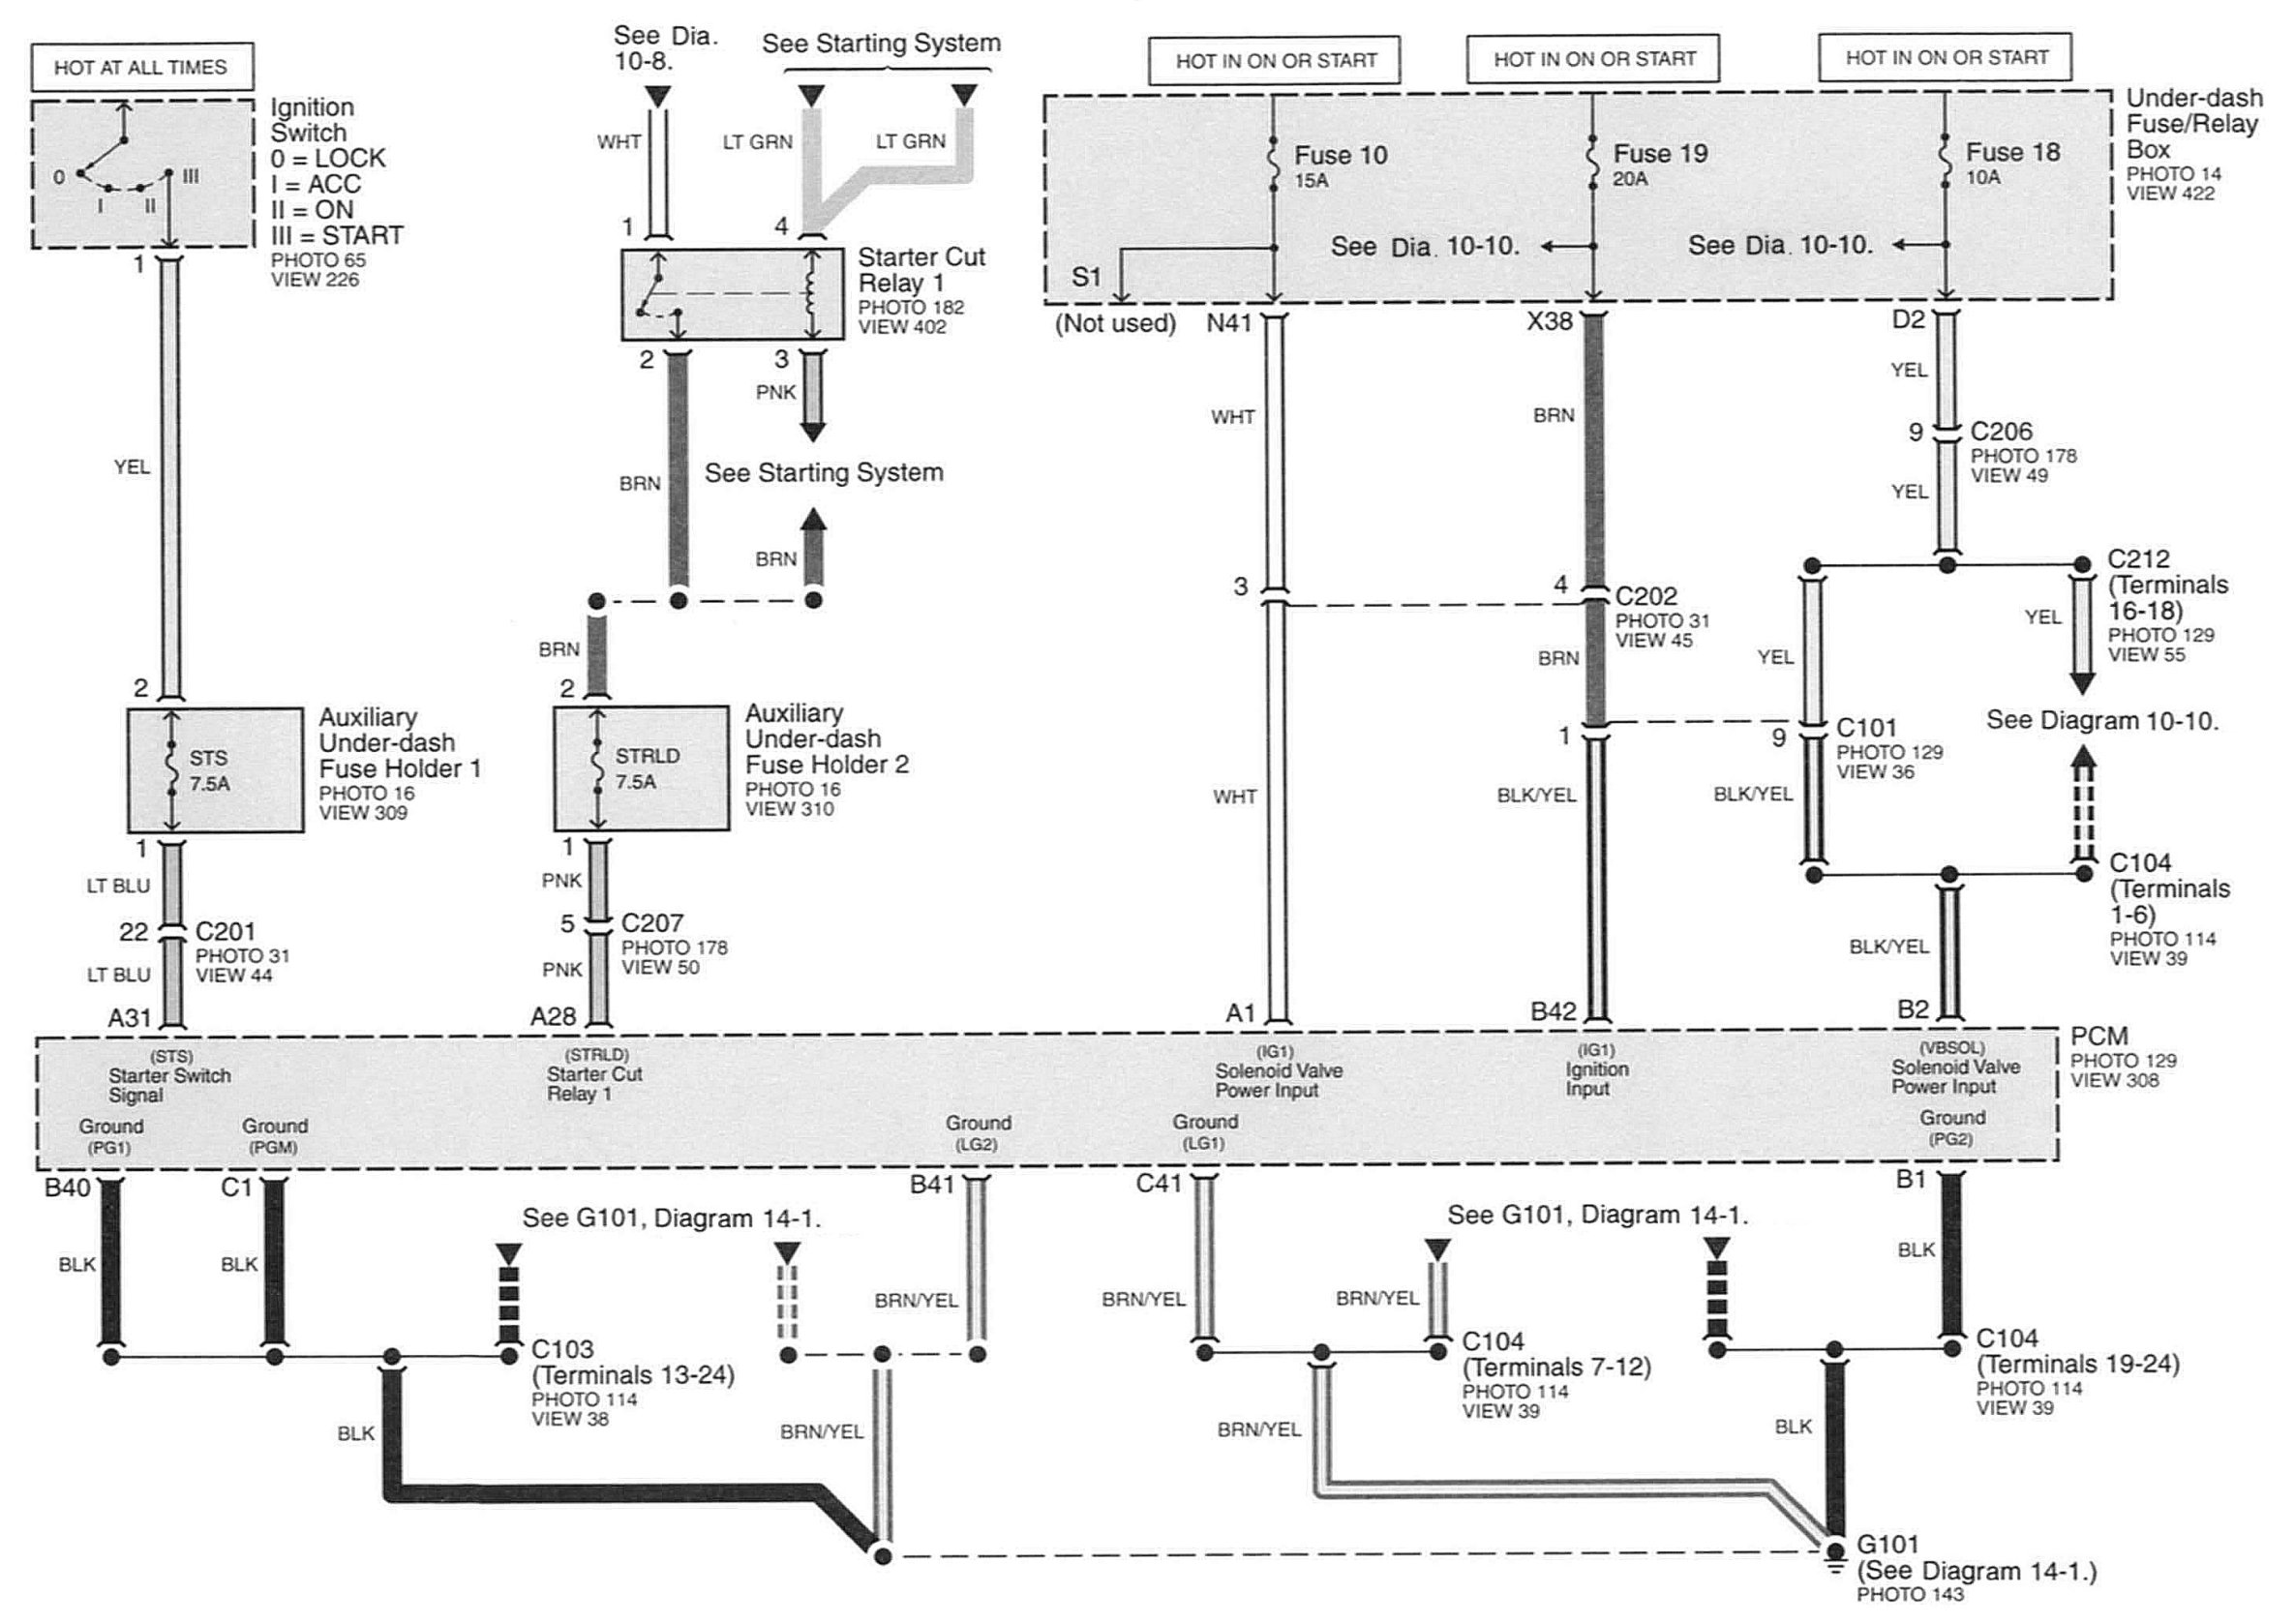 HOT AT ALL TIMES
Ignition
Switch
0 = LOCK
I = ACC
II = ON
III = START
PHOTO 65
VIEW 226
0
I
II
III
1
YEL
2
STS
7.5A
Auxiliary
Under-dash
Fuse Holder 1
PHOTO 16
VIEW 309
1
LT BLU
22
C201
PHOTO 31
VIEW 44
LT BLU
A31
See Dia.
10-8.
See Starting System
WHT
LT GRN
LT GRN
1
4
Starter Cut
Relay 1
PHOTO 182
VIEW 402
2
3
PNK
BRN
See Starting System
BRN
BRN
2
STRLD
7.5A
Auxiliary
Under-dash
Fuse Holder 2
PHOTO 16
VIEW 310
1
PNK
5
C207
PHOTO 178
VIEW 50
PNK
A28
HOT IN ON OR START
HOT IN ON OR START
HOT IN ON OR START
Under-dash
Fuse/Relay
Box
PHOTO 14
VIEW 422
Fuse 10
15A
Fuse 19
20A
Fuse 18
10A
See Dia. 10-10.
See Dia. 10-10.
S1
(Not used)
N41
X38
D2
WHT
BRN
YEL
9
C206
PHOTO 178
VIEW 49
YEL
3
4
C202
PHOTO 31
VIEW 45
C212
(Terminals
16-18)
PHOTO 129
VIEW 55
YEL
YEL
BRN
See Diagram 10-10.
1
9
C101
PHOTO 129
VIEW 36
WHT
BLK/YEL
BLK/YEL
C104
(Terminals
1-6)
PHOTO 114
VIEW 39
BLK/YEL
A1
B42
B2
PCM
PHOTO 129
VIEW 308
(STS)
Starter Switch
Signal
(STRLD)
Starter Cut
Relay 1
(IG1)
Solenoid Valve
Power Input
(IG1)
Ignition
Input
(VBSOL)
Solenoid Valve
Power Input
Ground
(PG1)
Ground
(PGM)
Ground
(LG2)
Ground
(LG1)
Ground
(PG2)
B40
C1
B41
C41
B1
See G101, Diagram 14-1.
See G101, Diagram 14-1.
BLK
BLK
BRN/YEL
BRN/YEL
BRN/YEL
BLK
C103
(Terminals 13-24)
PHOTO 114
VIEW 38
C104
(Terminals 7-12)
PHOTO 114
VIEW 39
C104
(Terminals 19-24)
PHOTO 114
VIEW 39
BLK
BRN/YEL
BRN/YEL
BLK
G101
(See Diagram 14-1.)
PHOTO 143